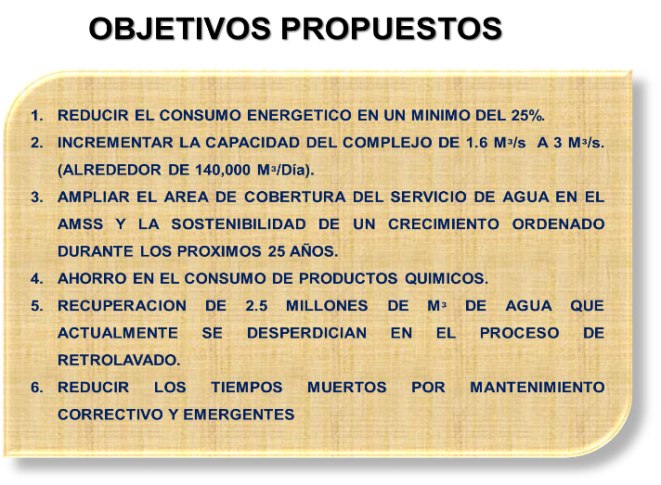 OBJETIVOS PROPUESTOS
1. REDUCIR EL CONSUMO ENERGETICO EN UN MINIMO DEL 25%.
2. INCREMENTAR LA CAPACIDAD DEL COMPLEJO DE 1.6 M³/s A 3 M³/s.
(ALREDEDOR DE 140,000 M³/Día).
3. AMPLIAR EL AREA DE COBERTURA DEL SERVICIO DE AGUA EN EL
AMSS Y LA SOSTENIBILIDAD DE UN CRECIMIENTO ORDENADO
DURANTE LOS PROXIMOS 25 AÑOS.
4. AHORRO EN EL CONSUMO DE PRODUCTOS QUIMICOS.
5. RECUPERACION DE 2.5 MILLONES DE M³ DE AGUA QUE
ACTUALMENTE SE DESPERDICIAN EN EL PROCESO DE
RETROLAVADO.
6. REDUCIR LOS TIEMPOS MUERTOS POR MANTENIMIENTO
CORRECTIVO Y EMERGENTES